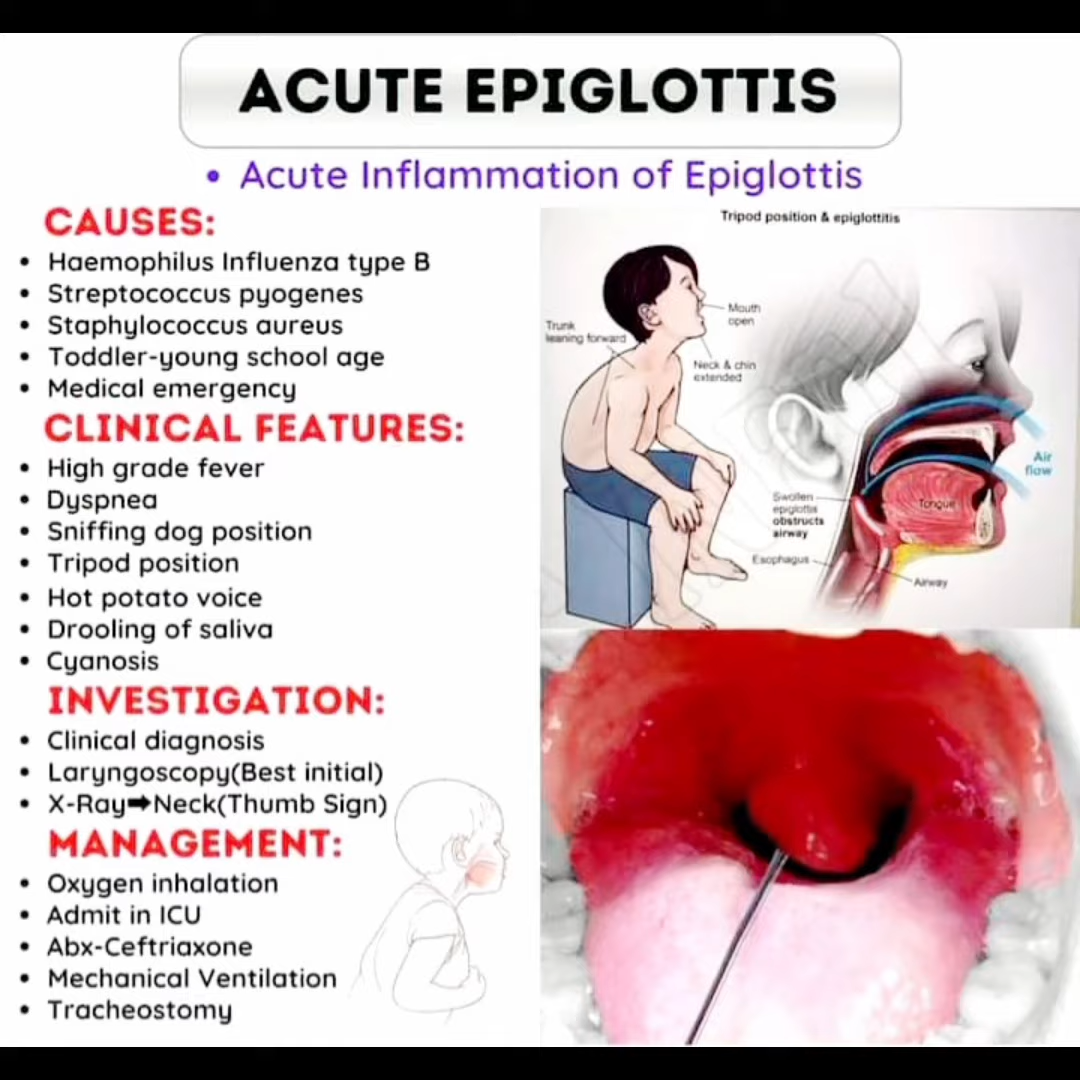 ACUTE EPIGLOTTIS
• Acute Inflammation of Epiglottis
CAUSES:
• Haemophilus Influenza type B
• Streptococcus pyogenes
• Staphylococcus aureus
• Toddler-young school age
• Medical emergency
CLINICAL FEATURES:
• High grade fever
• Dyspnea
• Sniffing dog position
• Tripod position
• Hot potato voice
• Drooling of saliva
• Cyanosis
INVESTIGATION:
• Clinical diagnosis
• Laryngoscopy(Best initial)
• X-Ray➡Neck(Thumb Sign)
MANAGEMENT:
• Oxygen inhalation
• Admit in ICU
• Abx-Ceftriaxone
• Mechanical Ventilation
• Tracheostomy
Tripod position & epiglottitis
Mouth
open
Trunk
leaning forward
Neck & chin
extended
Air
flow
Swollen
epiglottis
obstructs
airway
Tongue
Esophagus
Airway